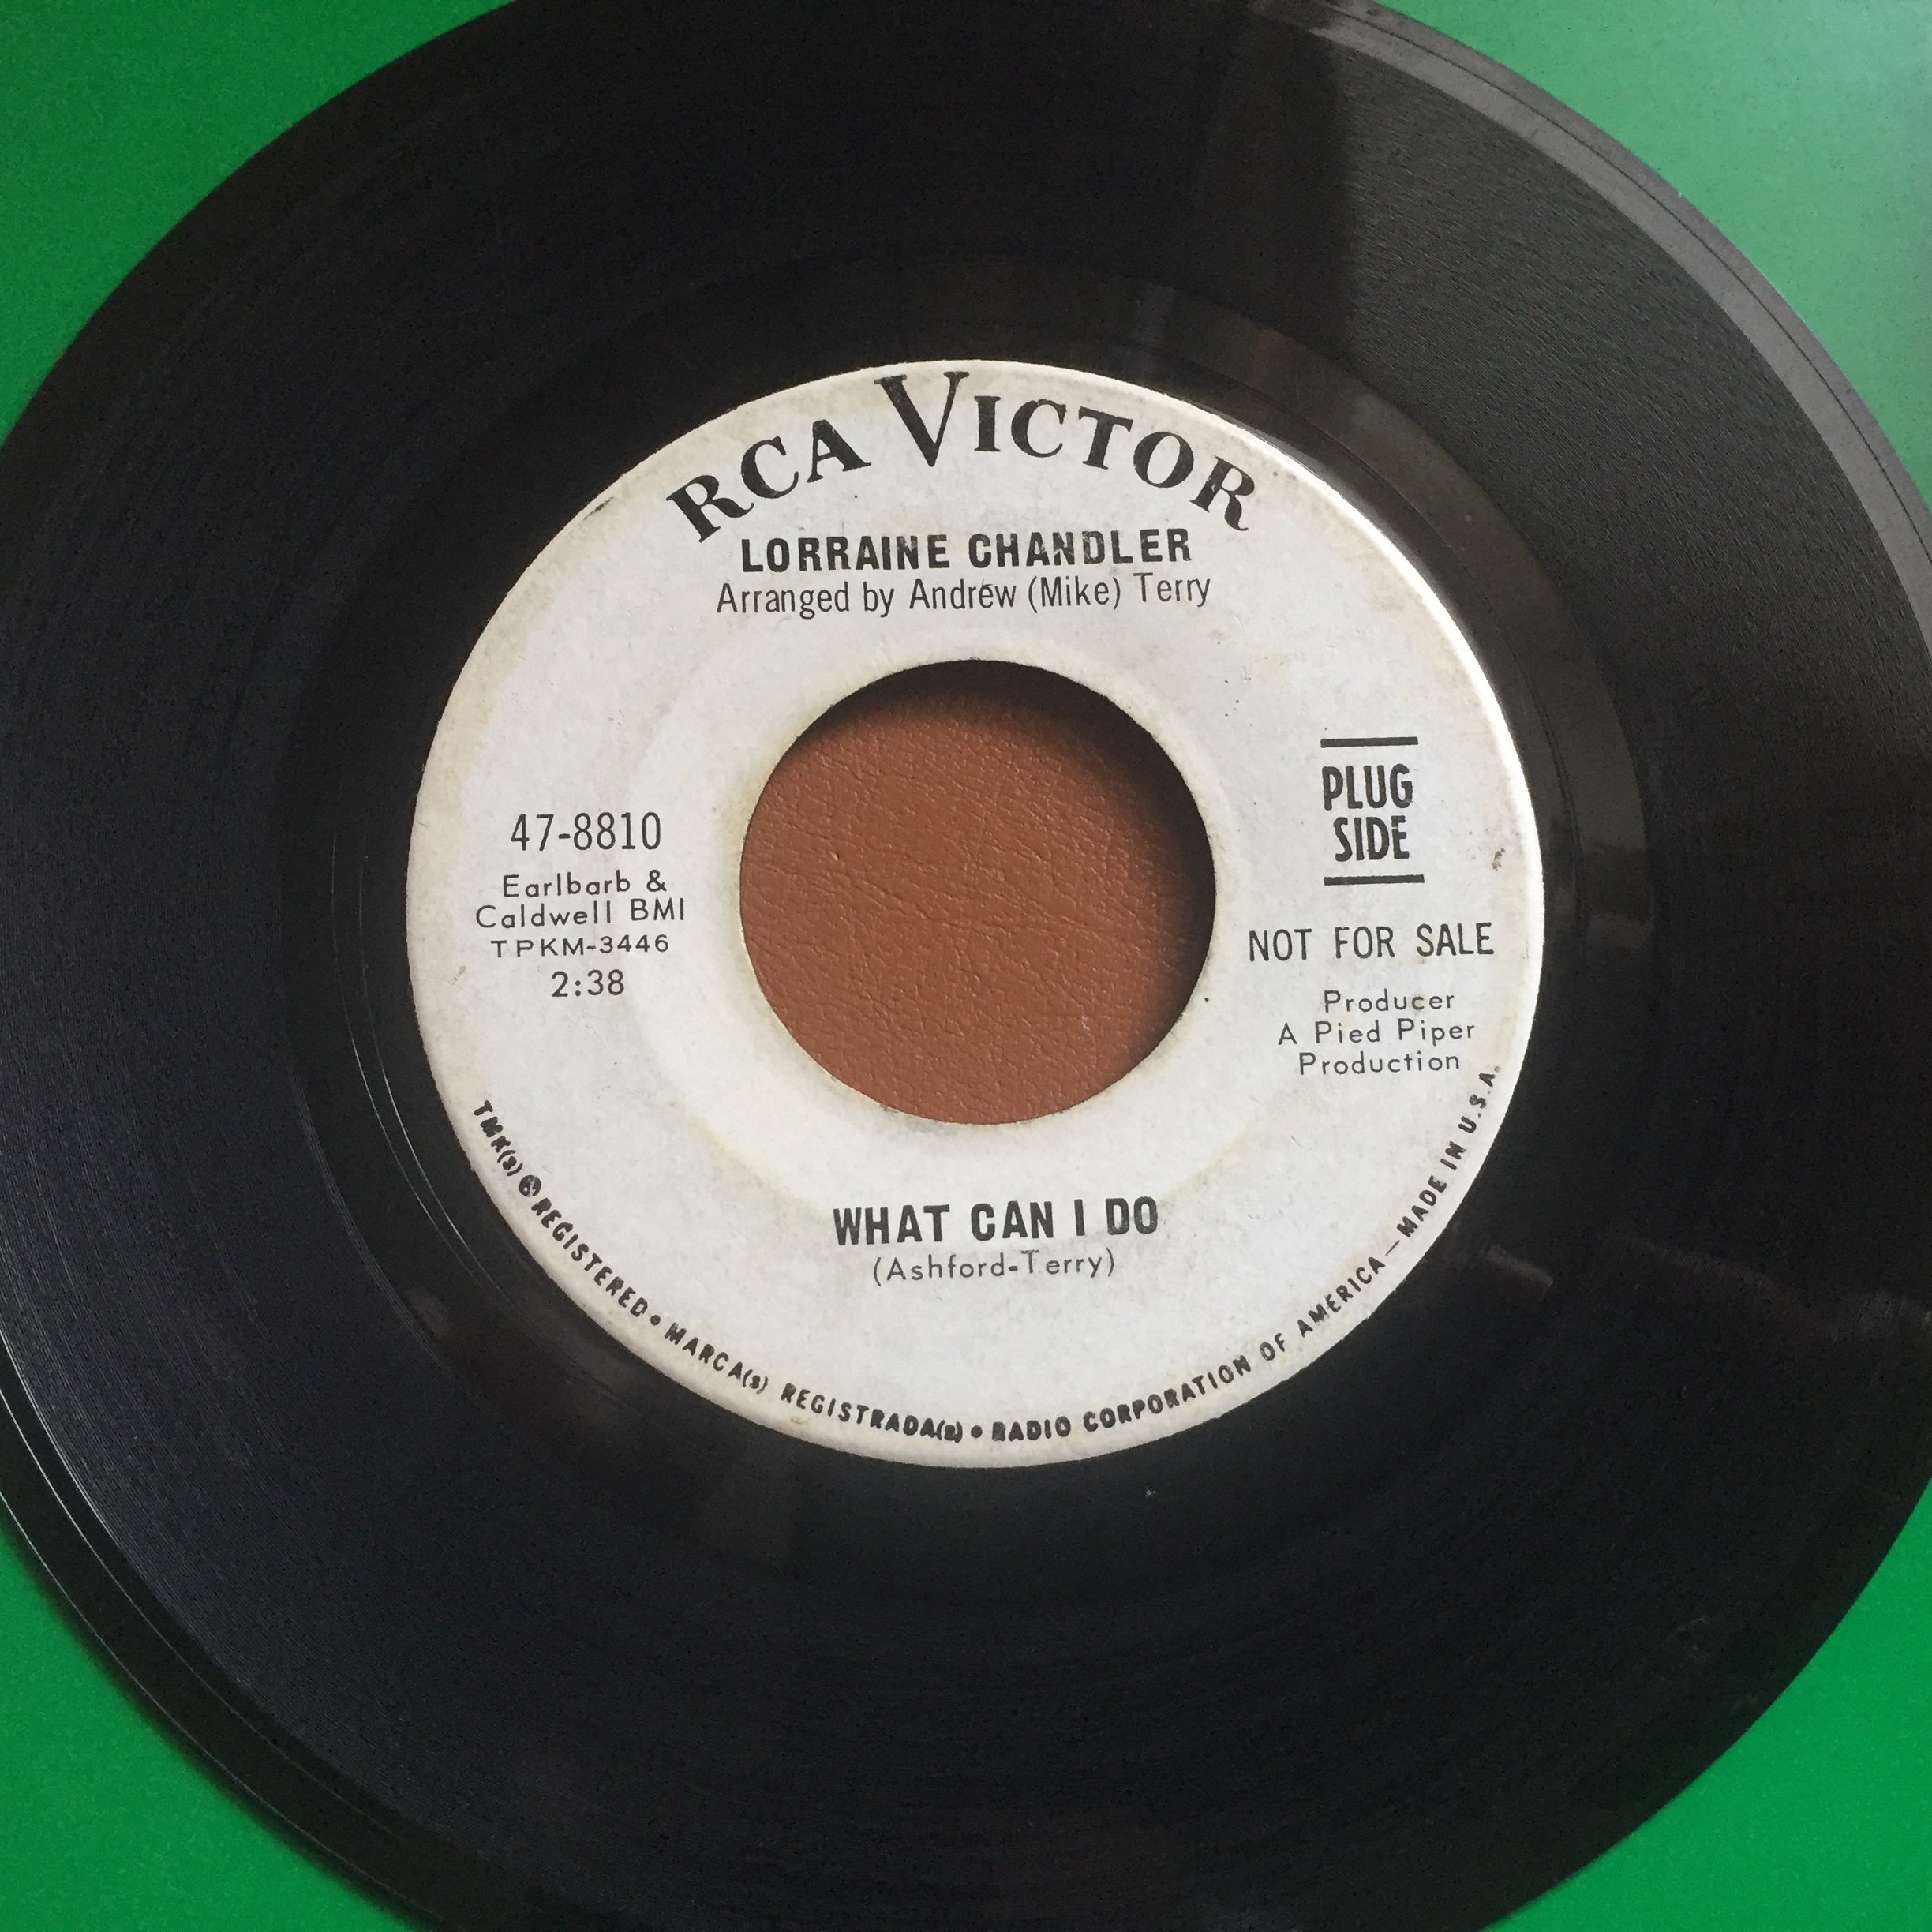 RCA VICTOR
LORRAINE CHANDLER
Arranged by Andrew (Mike) Terry
47-8810
Earlbarb &
Caldwell BMI
TPKM-3446
2:38
PLUG
SIDE
NOT FOR SALE
Producer
A Pied Piper
Production
WHAT CAN I DO
(Ashford-Terry)
TMK(s) ® REGISTERED • MARCA(s) REGISTRADA(s) • RADIO CORPORATION OF AMERICA — MADE IN U.S.A.